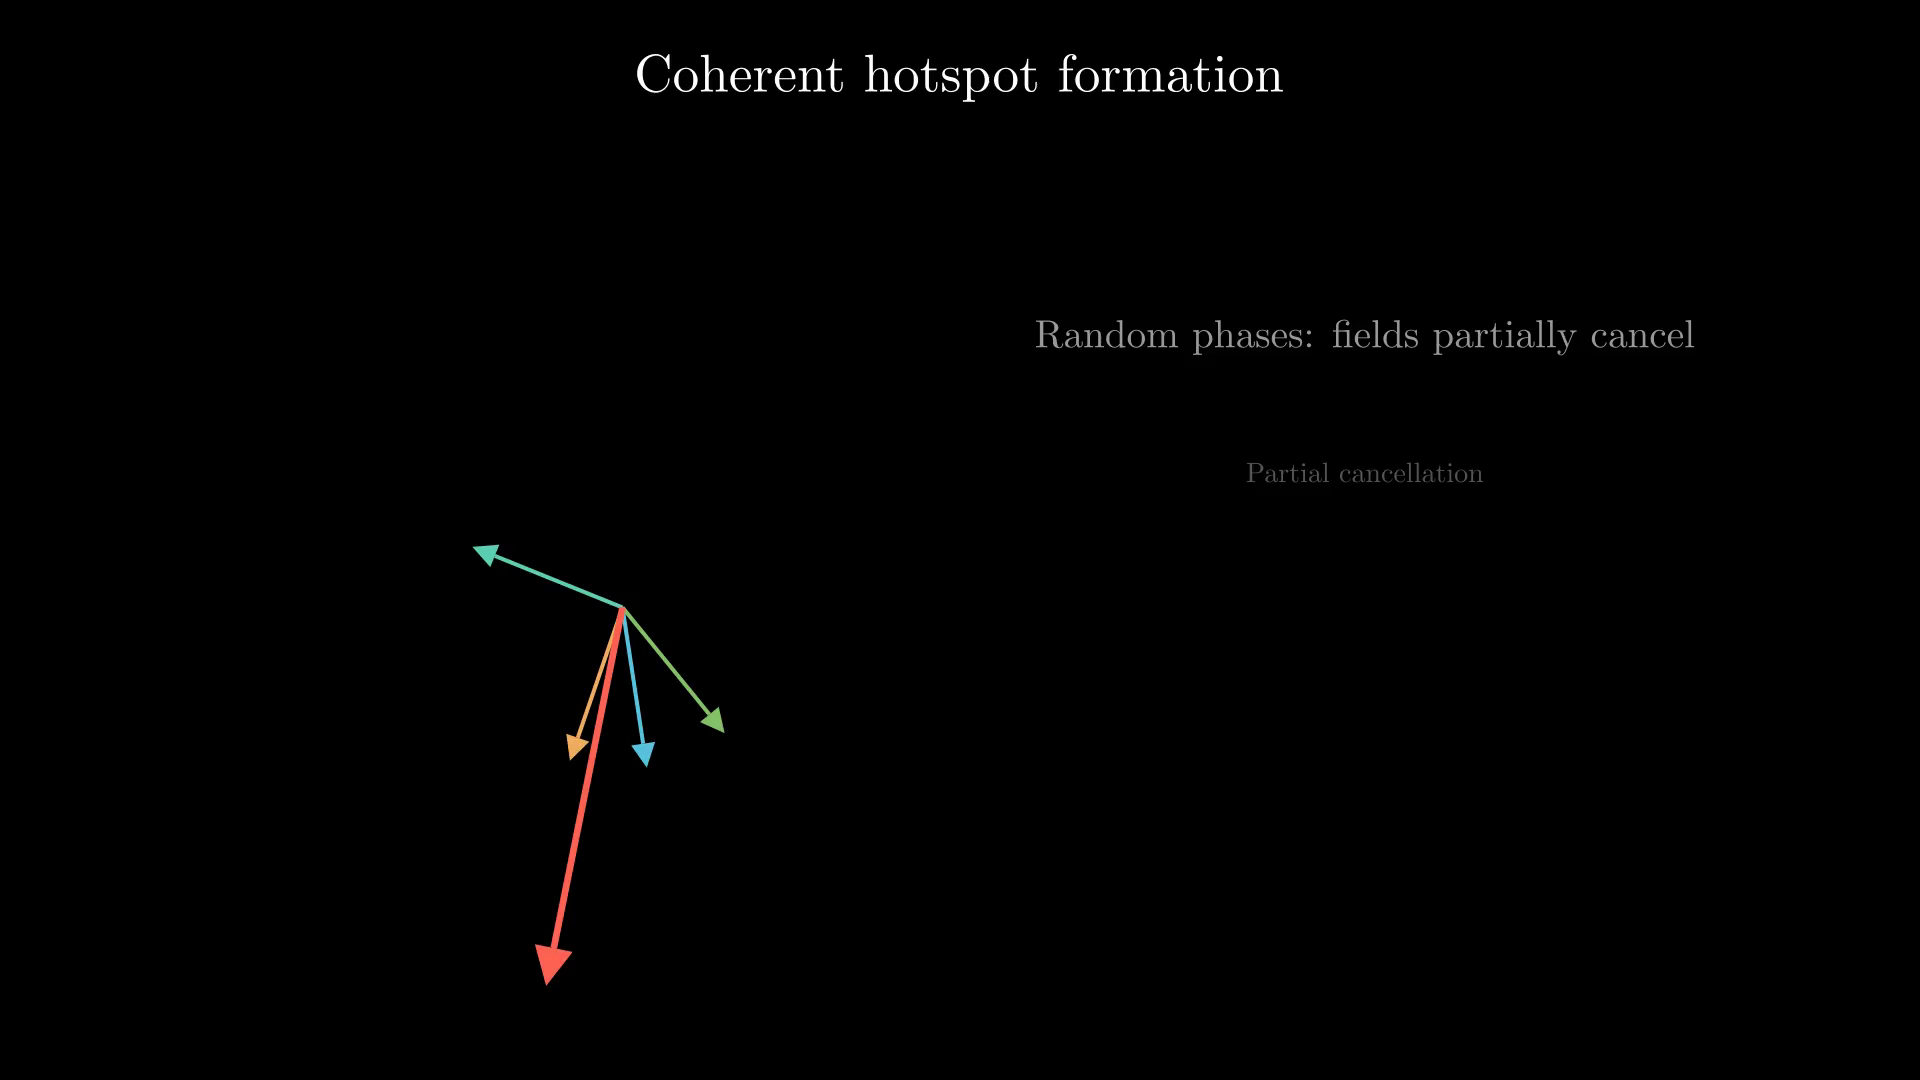 Coherent hotspot formation
Random phases: fields partially cancel
Partial cancellation